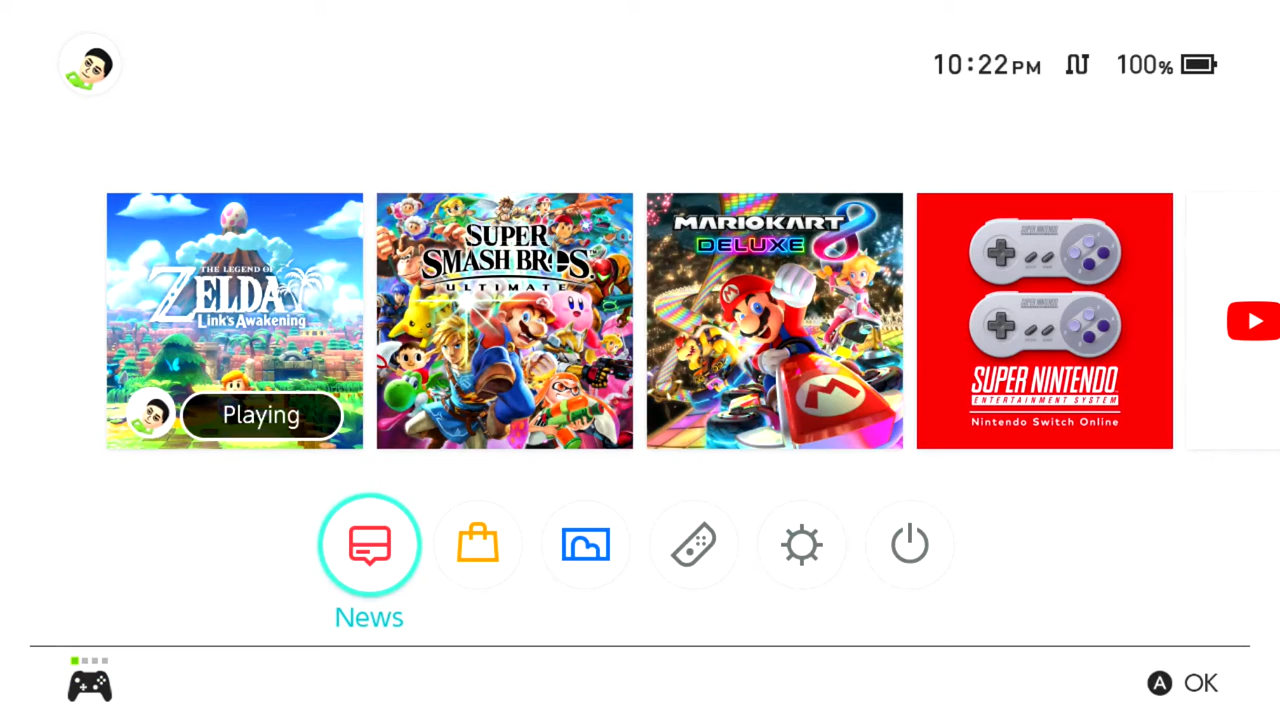 10:22PM 100%
THE LEGEND OF
ZELDA
Link's Awakening
Playing
SUPER
SMASH BROS.™
ULTIMATE
MARIOKART 8
DELUXE
SUPER NINTENDO
ENTERTAINMENT SYSTEM
Nintendo Switch Online
News
A OK